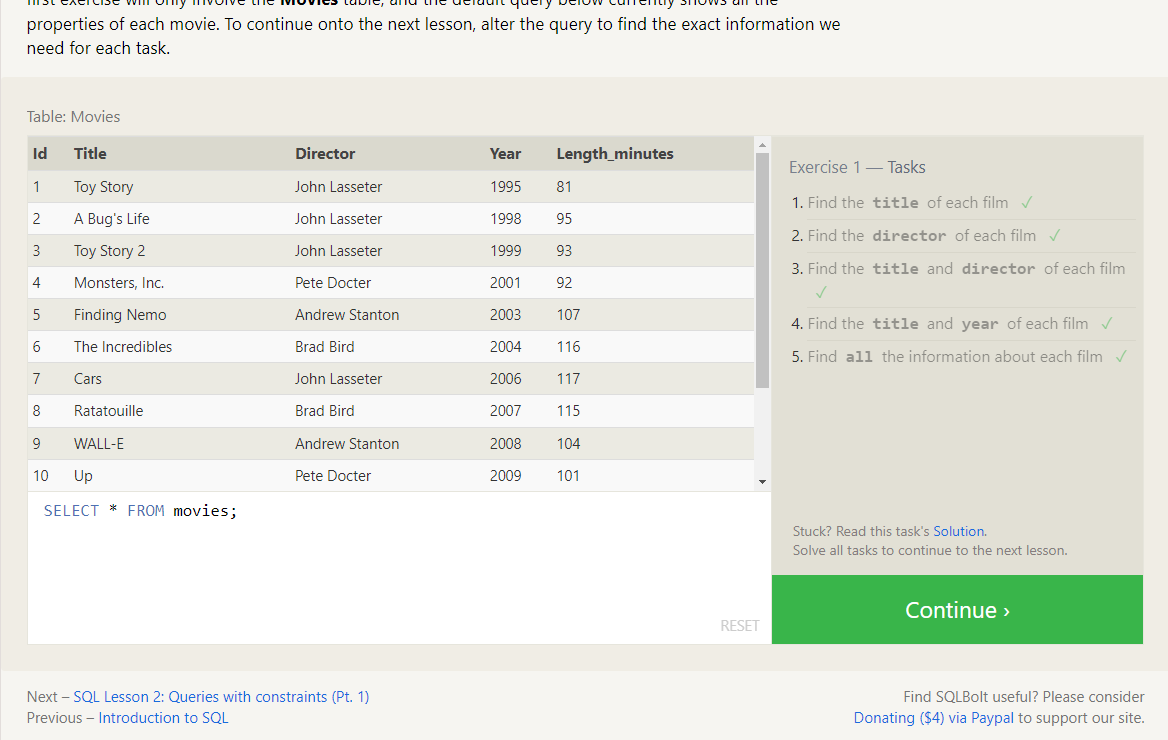 first exercise will only involve the Movies table, and the default query below currently shows all the
properties of each movie. To continue onto the next lesson, alter the query to find the exact information we
need for each task.
Table: Movies
Id Title Director Year Length_minutes
1 Toy Story John Lasseter 1995 81
2 A Bug's Life John Lasseter 1998 95
3 Toy Story 2 John Lasseter 1999 93
4 Monsters, Inc. Pete Docter 2001 92
5 Finding Nemo Andrew Stanton 2003 107
6 The Incredibles Brad Bird 2004 116
7 Cars John Lasseter 2006 117
8 Ratatouille Brad Bird 2007 115
9 WALL-E Andrew Stanton 2008 104
10 Up Pete Docter 2009 101
SELECT * FROM movies;
RESET
Exercise 1 — Tasks
1. Find the title of each film ✓
2. Find the director of each film ✓
3. Find the title and director of each film
✓
4. Find the title and year of each film ✓
5. Find all the information about each film ✓
Stuck? Read this task's Solution.
Solve all tasks to continue to the next lesson.
Continue ›
Next – SQL Lesson 2: Queries with constraints (Pt. 1)
Previous – Introduction to SQL
Find SQLBolt useful? Please consider
Donating ($4) via Paypal to support our site.